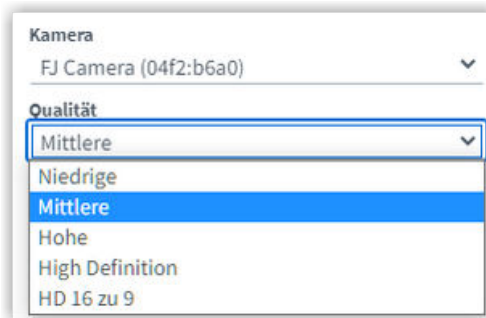 Kamera
FJ Camera (04f2:b6a0)
Qualität
Mittlere
Niedrige
Mittlere
Hohe
High Definition
HD 16 zu 9